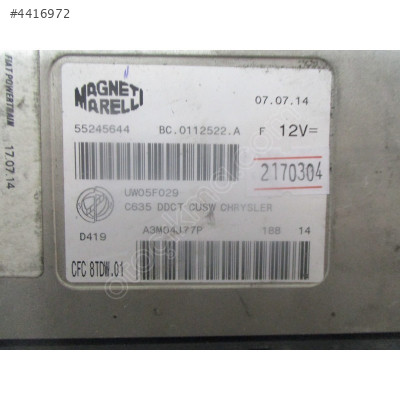 #4416972
FIAT POWERTRAIN
17.07.14
MAGNETI
MARELLI
07.07.14
55245644 BC.0112522.A F 12V=
2170304
UW05F029
C635 DDCT CUSW CHRYSLER
D419 A3M04J77P 188 14
CFC 8TDW.01